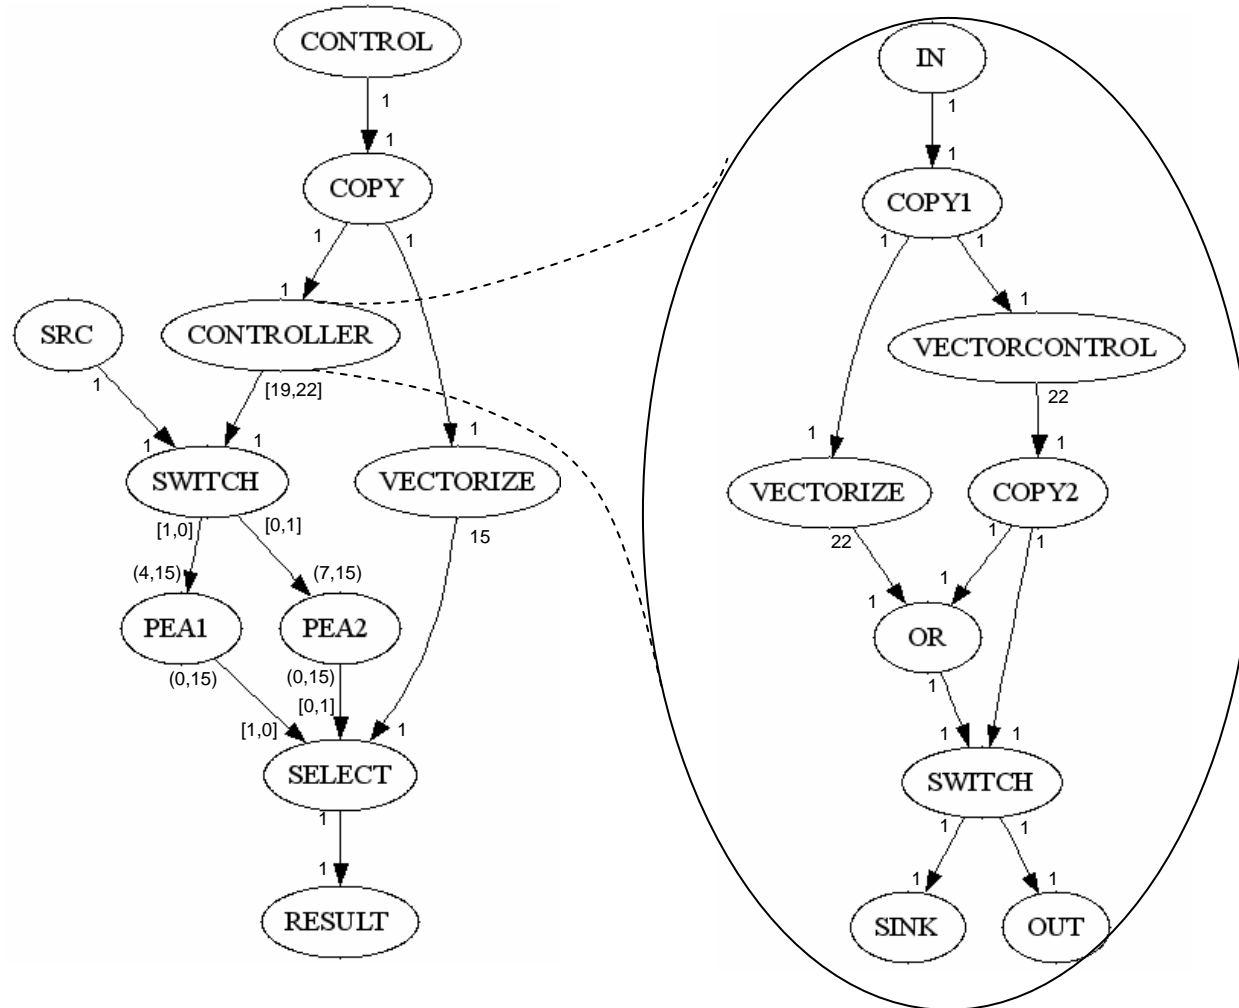 CONTROL
1
1
COPY
1
1
1
SRC
CONTROLLER
1
[19,22]
1
1
1
SWITCH
VECTORIZE
[1,0]
[0,1]
15
(4,15)
(7,15)
PEA1
PEA2
(0,15)
(0,15)
[1,0]
[0,1]
1
SELECT
1
1
RESULT
IN
1
1
COPY1
1
1
1
VECTORCONTROL
22
1
1
VECTORIZE
COPY2
22
1
1
1
1
OR
1
1
1
SWITCH
1
1
1
1
SINK
OUT